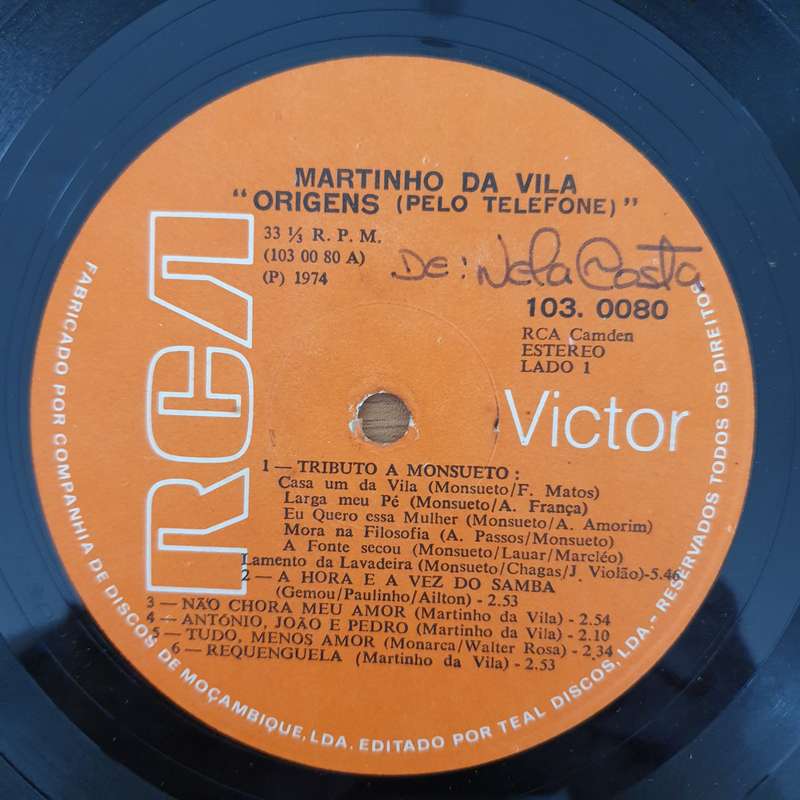 MARTINHO DA VILA
"ORIGENS (PELO TELEFONE)"
33 ⅓ R. P. M.
(103 00 80 A)
(P) 1974
DE: Nela Costa
103. 0080
RCA Camden
ESTEREO
LADO 1
RCA
Victor
1 — TRIBUTO A MONSUETO :
Casa um da Vila (Monsueto/F. Matos)
Larga meu Pé (Monsueto/A. França)
Eu Quero essa Mulher (Monsueto/A. Amorim)
Mora na Filosofia (A. Passos/Monsueto)
A Fonte secou (Monsueto/Lauar/Marcléo)
Lamento da Lavadeira (Monsueto/Chagas/J. Violão)-5.46
2 — A HORA E A VEZ DO SAMBA
(Gemou/Paulinho/Ailton) - 2.53
3 — NÃO CHORA MEU AMOR (Martinho da Vila) - 2.54
4 — ANTÓNIO, JOÃO E PEDRO (Martinho da Vila) - 2.10
5 — TUDO, MENOS AMOR (Monarca/Walter Rosa) - 2.34
6 — REQUENGUELA (Martinho da Vila) - 2.53
FABRICADO POR COMPANHIA DE DISCOS DE MOÇAMBIQUE, LDA. EDITADO POR TEAL DISCOS, LDA. - RESERVADOS TODOS OS DIREITOS